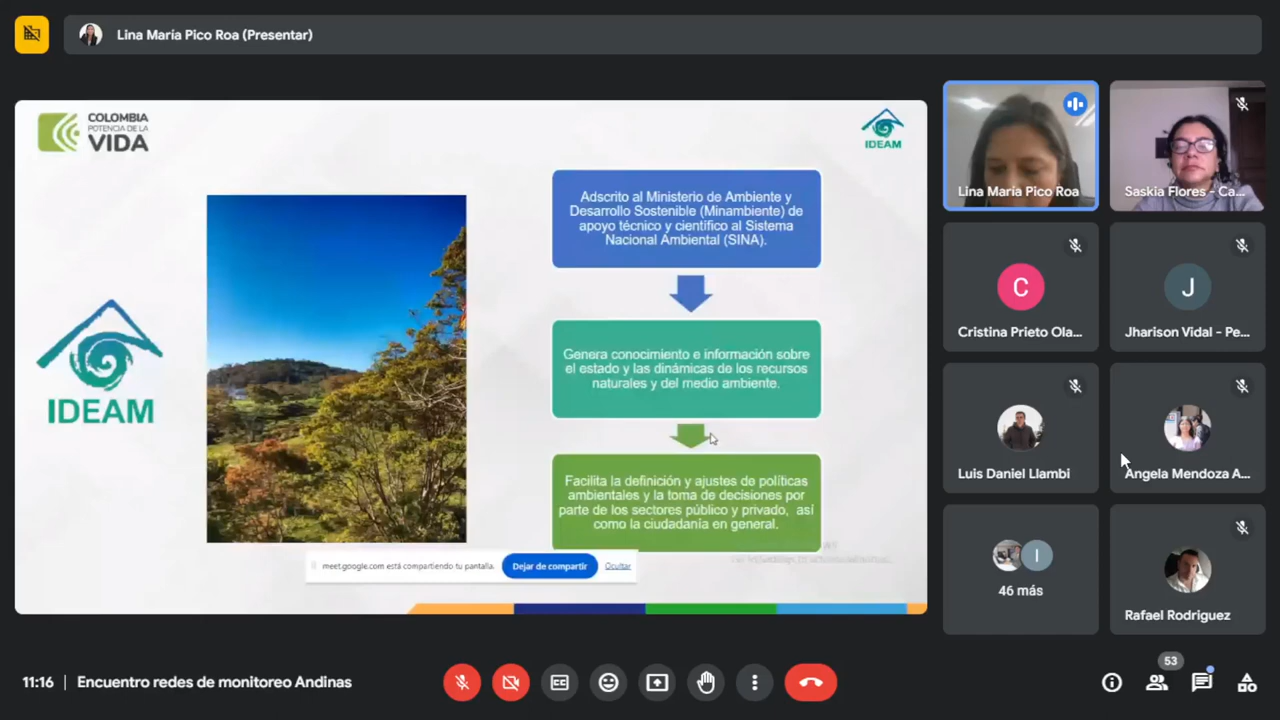 Lina María Pico Roa (Presentar)
COLOMBIA
POTENCIA DE LA
VIDA
IDEAM
IDEAM
Adscrito al Ministerio de Ambiente y
Desarrollo Sostenible (Minambiente) de
apoyo técnico y científico al Sistema
Nacional Ambiental (SINA).
Genera conocimiento e información sobre
el estado y las dinámicas de los recursos
naturales y del medio ambiente.
Facilita la definición y ajustes de políticas
ambientales y la toma de decisiones por
parte de los sectores público y privado, así
como la ciudadanía en general.
meet.google.com está compartiendo tu pantalla.
Dejar de compartir
Ocultar
Lina María Pico Roa
Saskia Flores - Ca...
Cristina Prieto Ola...
Jharison Vidal - Pe...
Luis Daniel Llambi
Angela Mendoza A...
46 más
Rafael Rodriguez
C
J
I
11:16
Encuentro redes de monitoreo Andinas
53